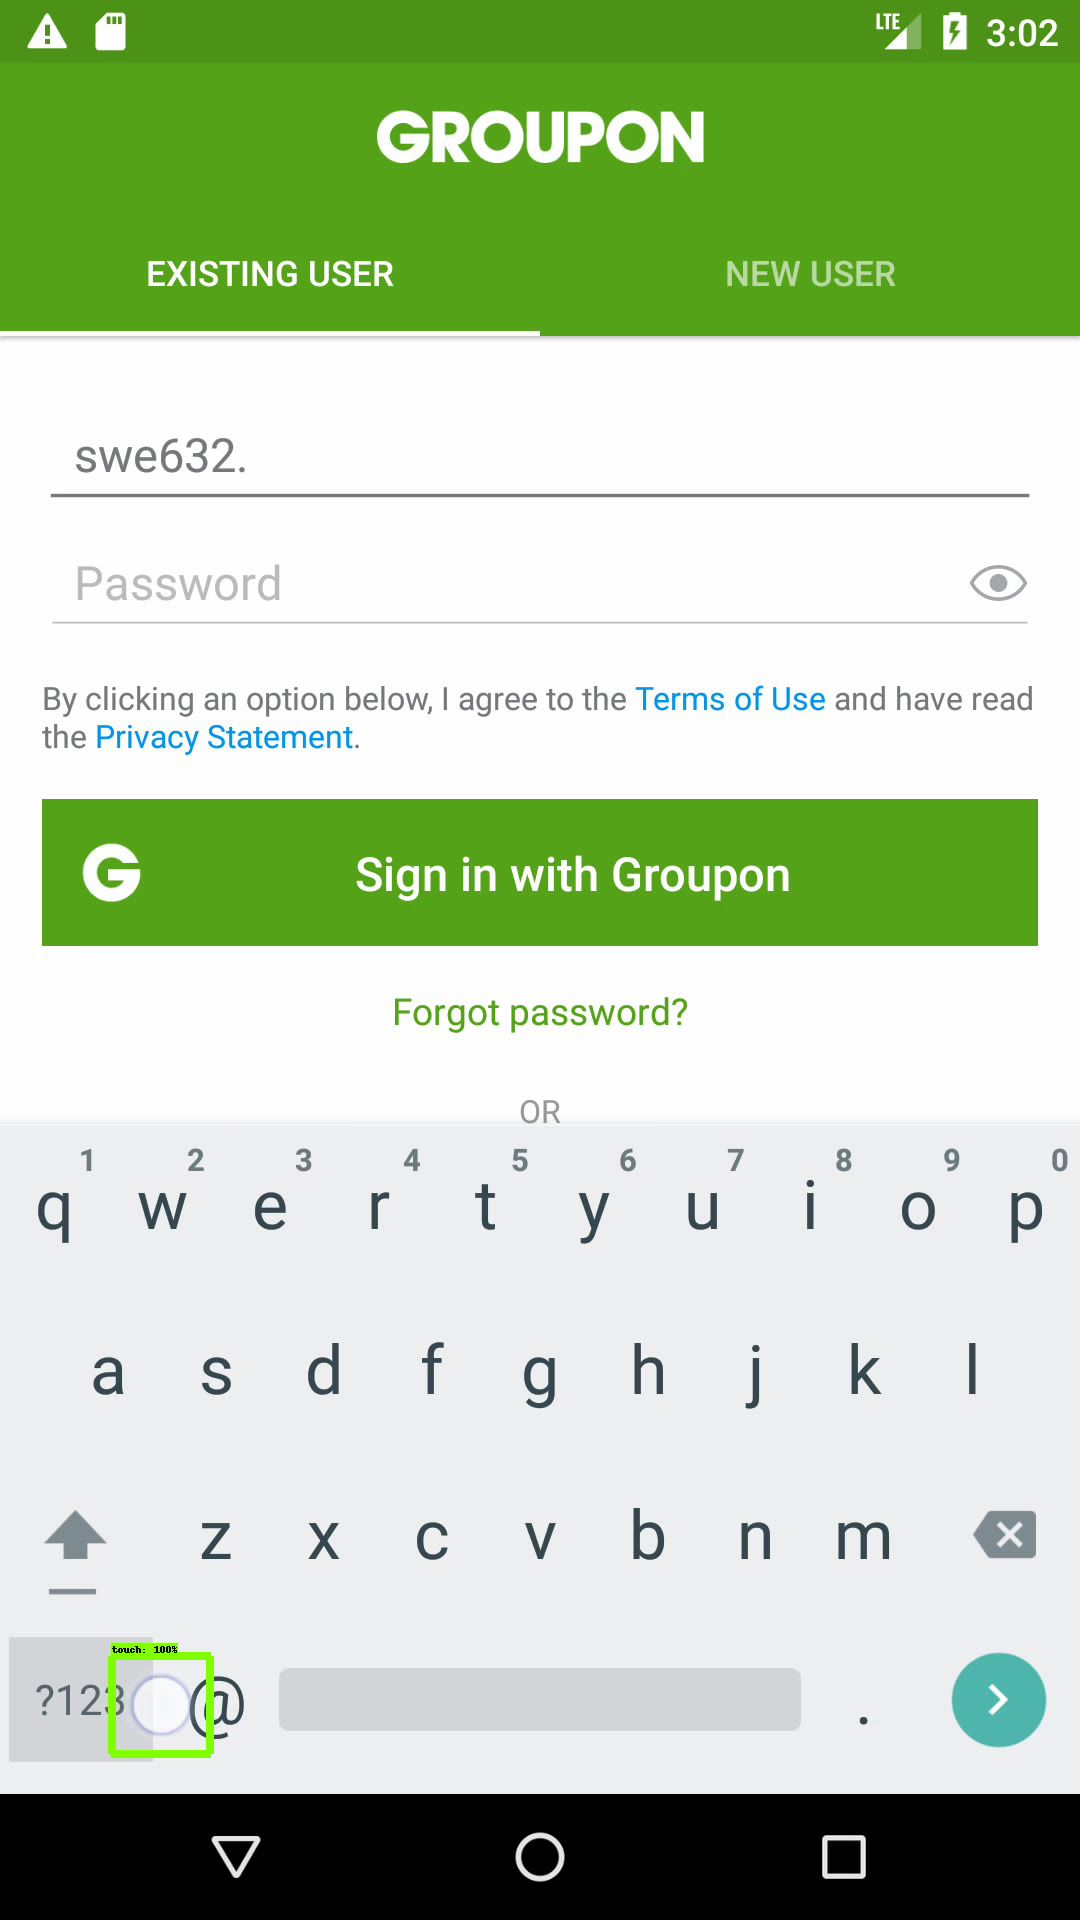 LTE 3:02
GROUPON
EXISTING USER NEW USER
swe632.
Password
By clicking an option below, I agree to the Terms of Use and have read
the Privacy Statement.
G Sign in with Groupon
Forgot password?
OR
1 2 3 4 5 6 7 8 9 0
q w e r t y u i o p
a s d f g h j k l
z x c v b n m
touch: 100%
?123 @ .